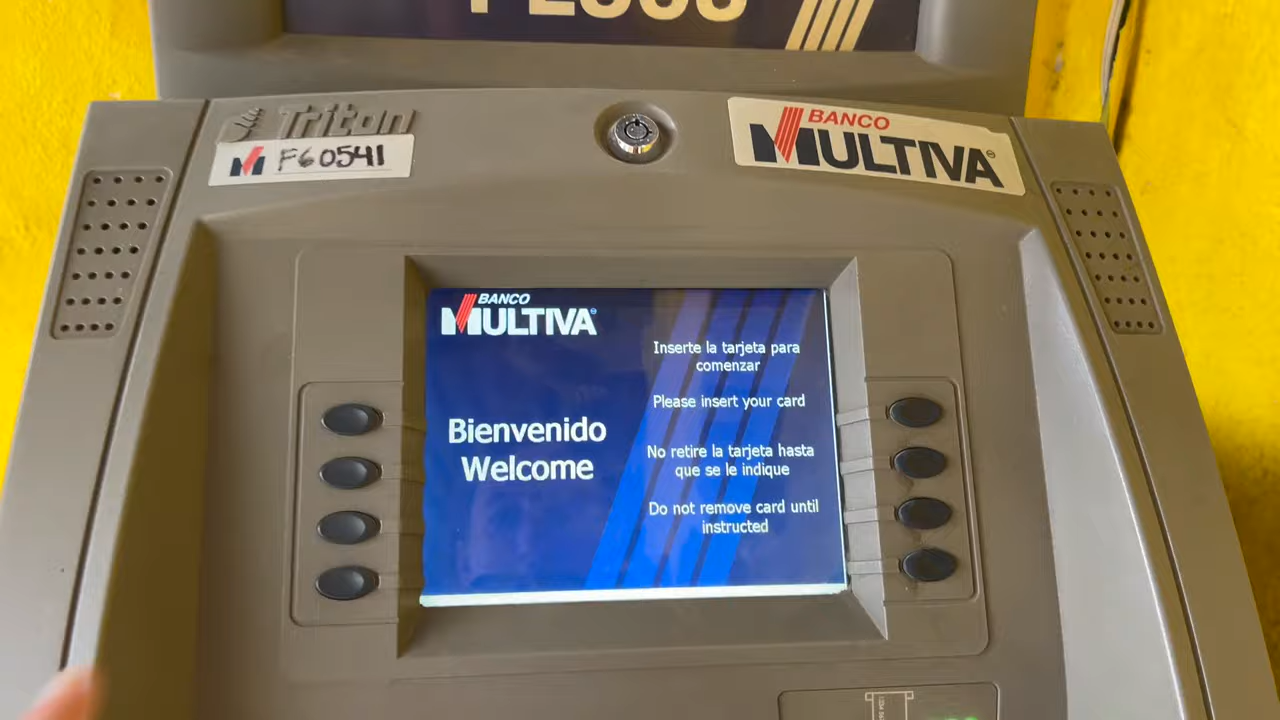 PESOS
Triton
F60541
BANCO
MULTIVA
BANCO
MULTIVA
Bienvenido
Welcome
Inserte la tarjeta para
comenzar
Please insert your card
No retire la tarjeta hasta
que se le indique
Do not remove card until
instructed